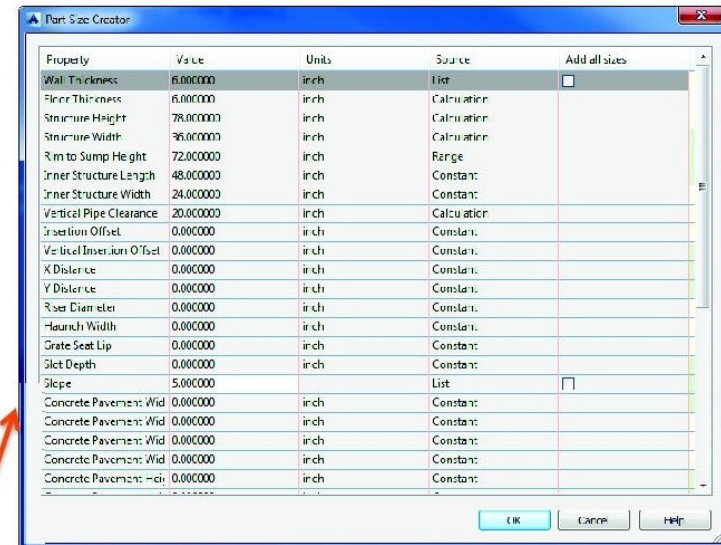 Part Size Creator
Property Value Units Source Add all sizes
Wall Thickness 6.000000 inch List
Floor Thickness 6.000000 inch Calculation
Structure Height 78.000000 inch Calculation
Structure Width 36.000000 inch Calculation
Rim to Sump Height 72.000000 inch Range
Inner Structure Length 48.000000 inch Constant
Inner Structure Width 24.000000 inch Constant
Vertical Pipe Clearance 20.000000 inch Calculation
Insertion Offset 0.000000 inch Constant
Vertical Insertion Offset 0.000000 inch Constant
X Distance 0.000000 inch Constant
Y Distance 0.000000 inch Constant
Riser Diameter 0.000000 inch Constant
Haunch Width 0.000000 inch Constant
Grate Seat Lip 0.000000 inch Constant
Slot Depth 0.000000 inch Constant
Slope 5.000000 List
Concrete Pavement Wid 0.000000 inch Constant
Concrete Pavement Wid 0.000000 inch Constant
Concrete Pavement Wid 0.000000 inch Constant
Concrete Pavement Wid 0.000000 inch Constant
Concrete Pavement Heig 0.000000 inch Constant
OK Cancel Help